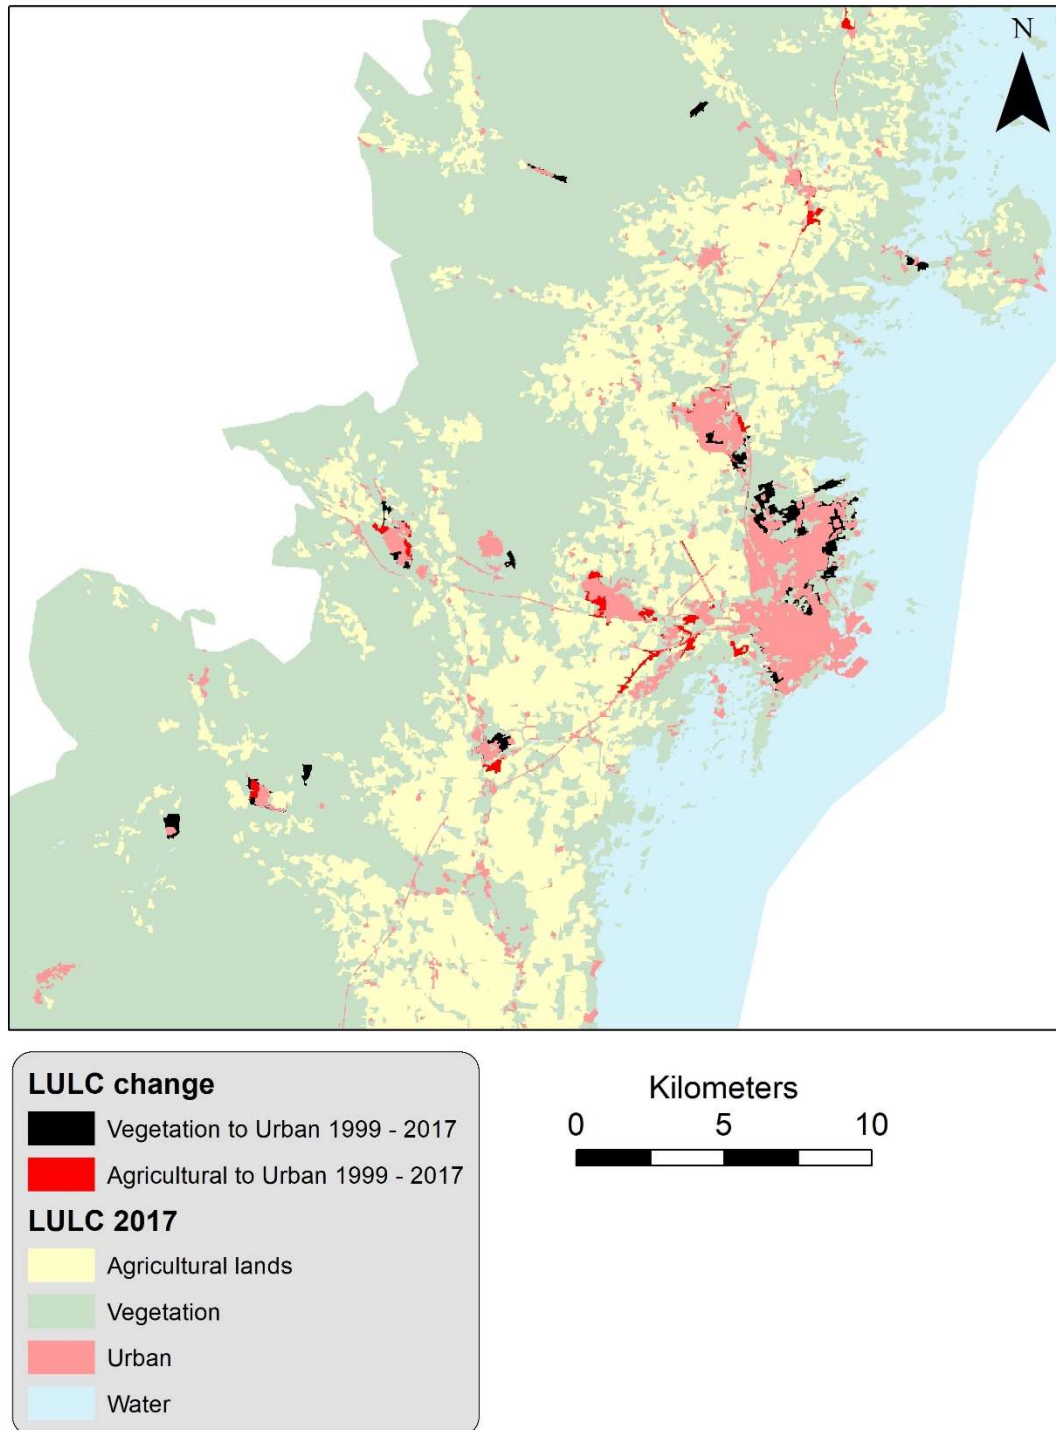 N
LULC change
Vegetation to Urban 1999 - 2017
Agricultural to Urban 1999 - 2017
LULC 2017
Agricultural lands
Vegetation
Urban
Water
Kilometers
0 5 10